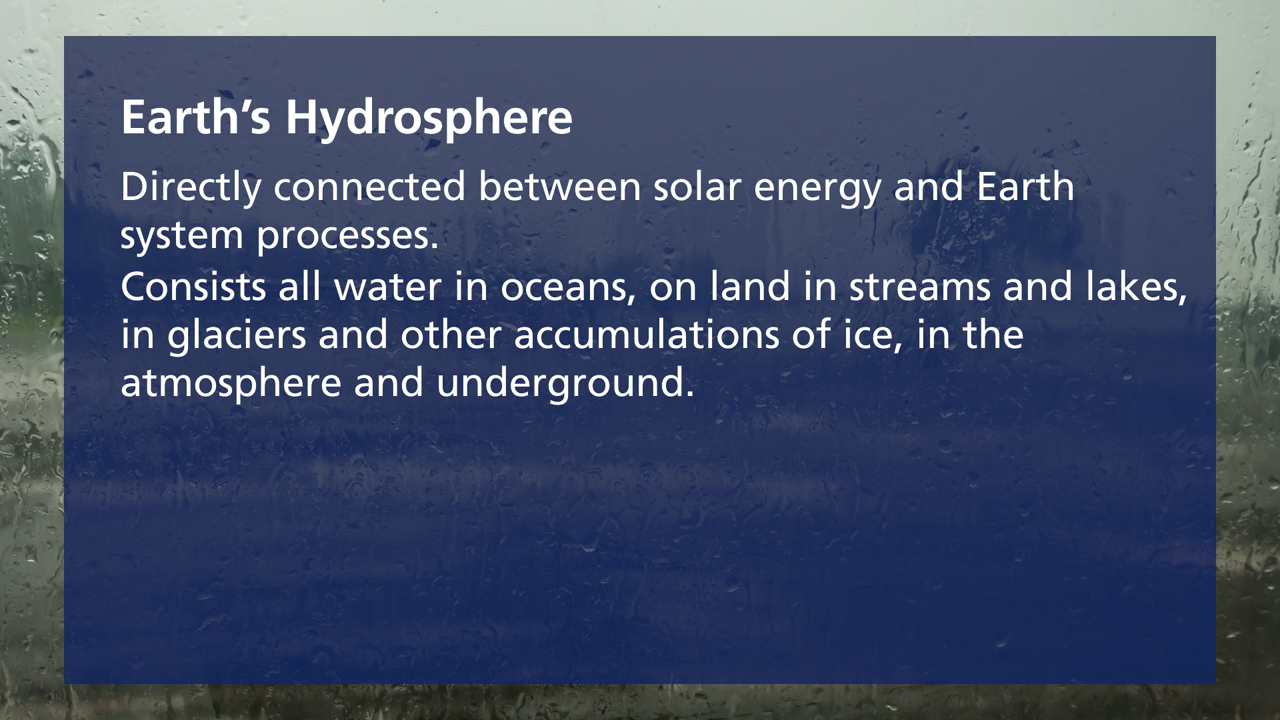 Earth’s Hydrosphere
Directly connected between solar energy and Earth
system processes.
Consists all water in oceans, on land in streams and lakes,
in glaciers and other accumulations of ice, in the
atmosphere and underground.